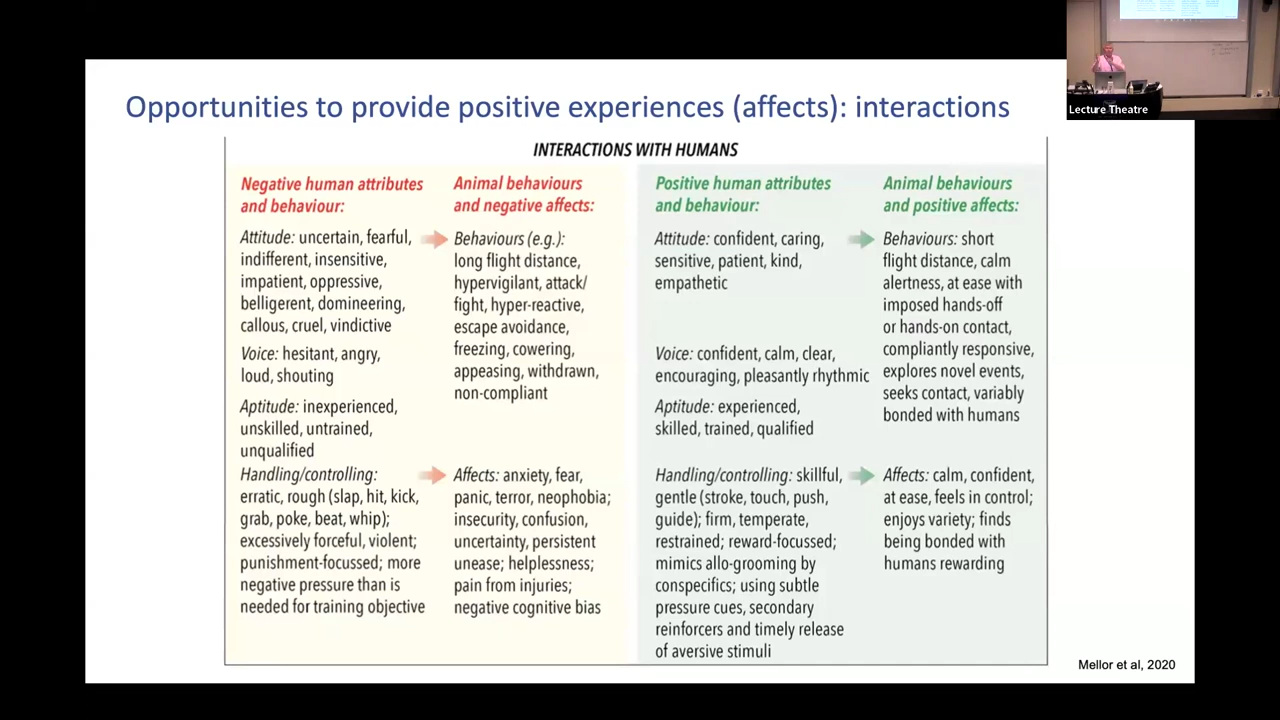 Opportunities to provide positive experiences (affects): interactions
INTERACTIONS WITH HUMANS
Negative human attributes
and behaviour:
Attitude: uncertain, fearful,
indifferent, insensitive,
impatient, oppressive,
belligerent, domineering,
callous, cruel, vindictive
Voice: hesitant, angry,
loud, shouting
Aptitude: inexperienced,
unskilled, untrained,
unqualified
Handling/controlling:
erratic, rough (slap, hit, kick,
grab, poke, beat, whip);
excessively forceful, violent;
punishment-focussed; more
negative pressure than is
needed for training objective
Animal behaviours
and negative affects:
Behaviours (e.g.):
long flight distance,
hypervigilant, attack/
fight, hyper-reactive,
escape avoidance,
freezing, cowering,
appeasing, withdrawn,
non-compliant
Affects: anxiety, fear,
panic, terror, neophobia;
insecurity, confusion,
uncertainty, persistent
unease; helplessness;
pain from injuries;
negative cognitive bias
Positive human attributes
and behaviour:
Attitude: confident, caring,
sensitive, patient, kind,
empathetic
Voice: confident, calm, clear,
encouraging, pleasantly rhythmic
Aptitude: experienced,
skilled, trained, qualified
Handling/controlling: skillful,
gentle (stroke, touch, push,
guide); firm, temperate,
restrained; reward-focussed;
mimics allo-grooming by
conspecifics; using subtle
pressure cues, secondary
reinforcers and timely release
of aversive stimuli
Animal behaviours
and positive affects:
Behaviours: short
flight distance, calm
alertness, at ease with
imposed hands-off
or hands-on contact,
compliantly responsive,
explores novel events,
seeks contact, variably
bonded with humans
Affects: calm, confident,
at ease, feels in control;
enjoys variety; finds
being bonded with
humans rewarding
Mellor et al, 2020
Lecture Theatre